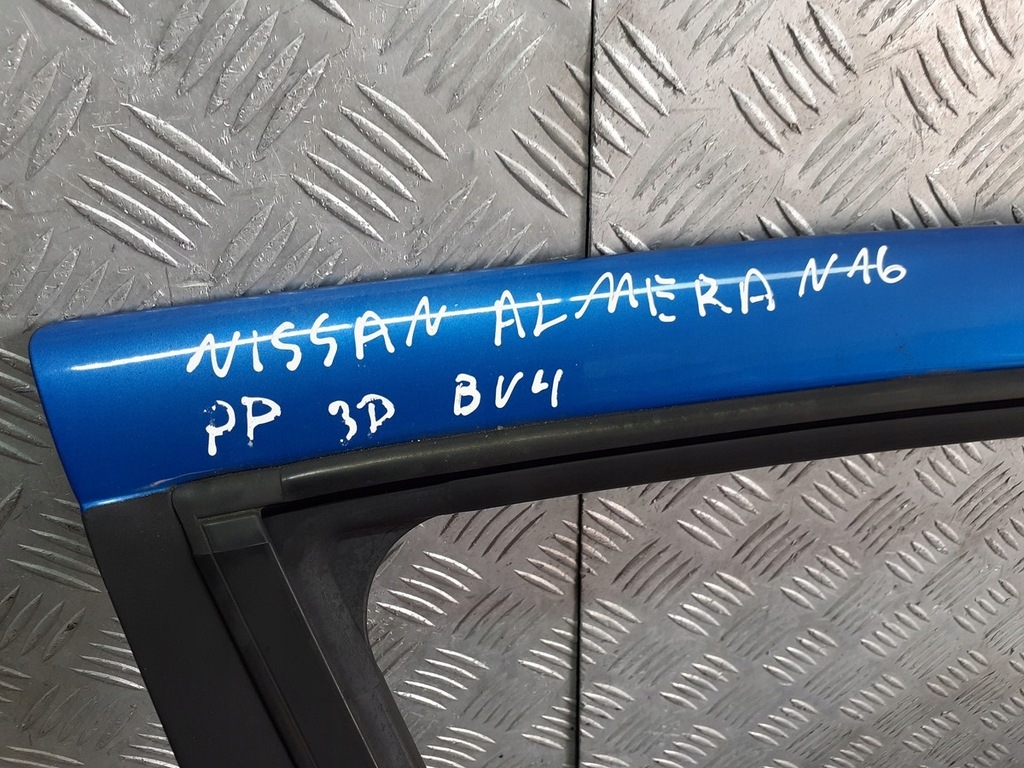 NISSAN ALMERA N16
PP 3D BV4